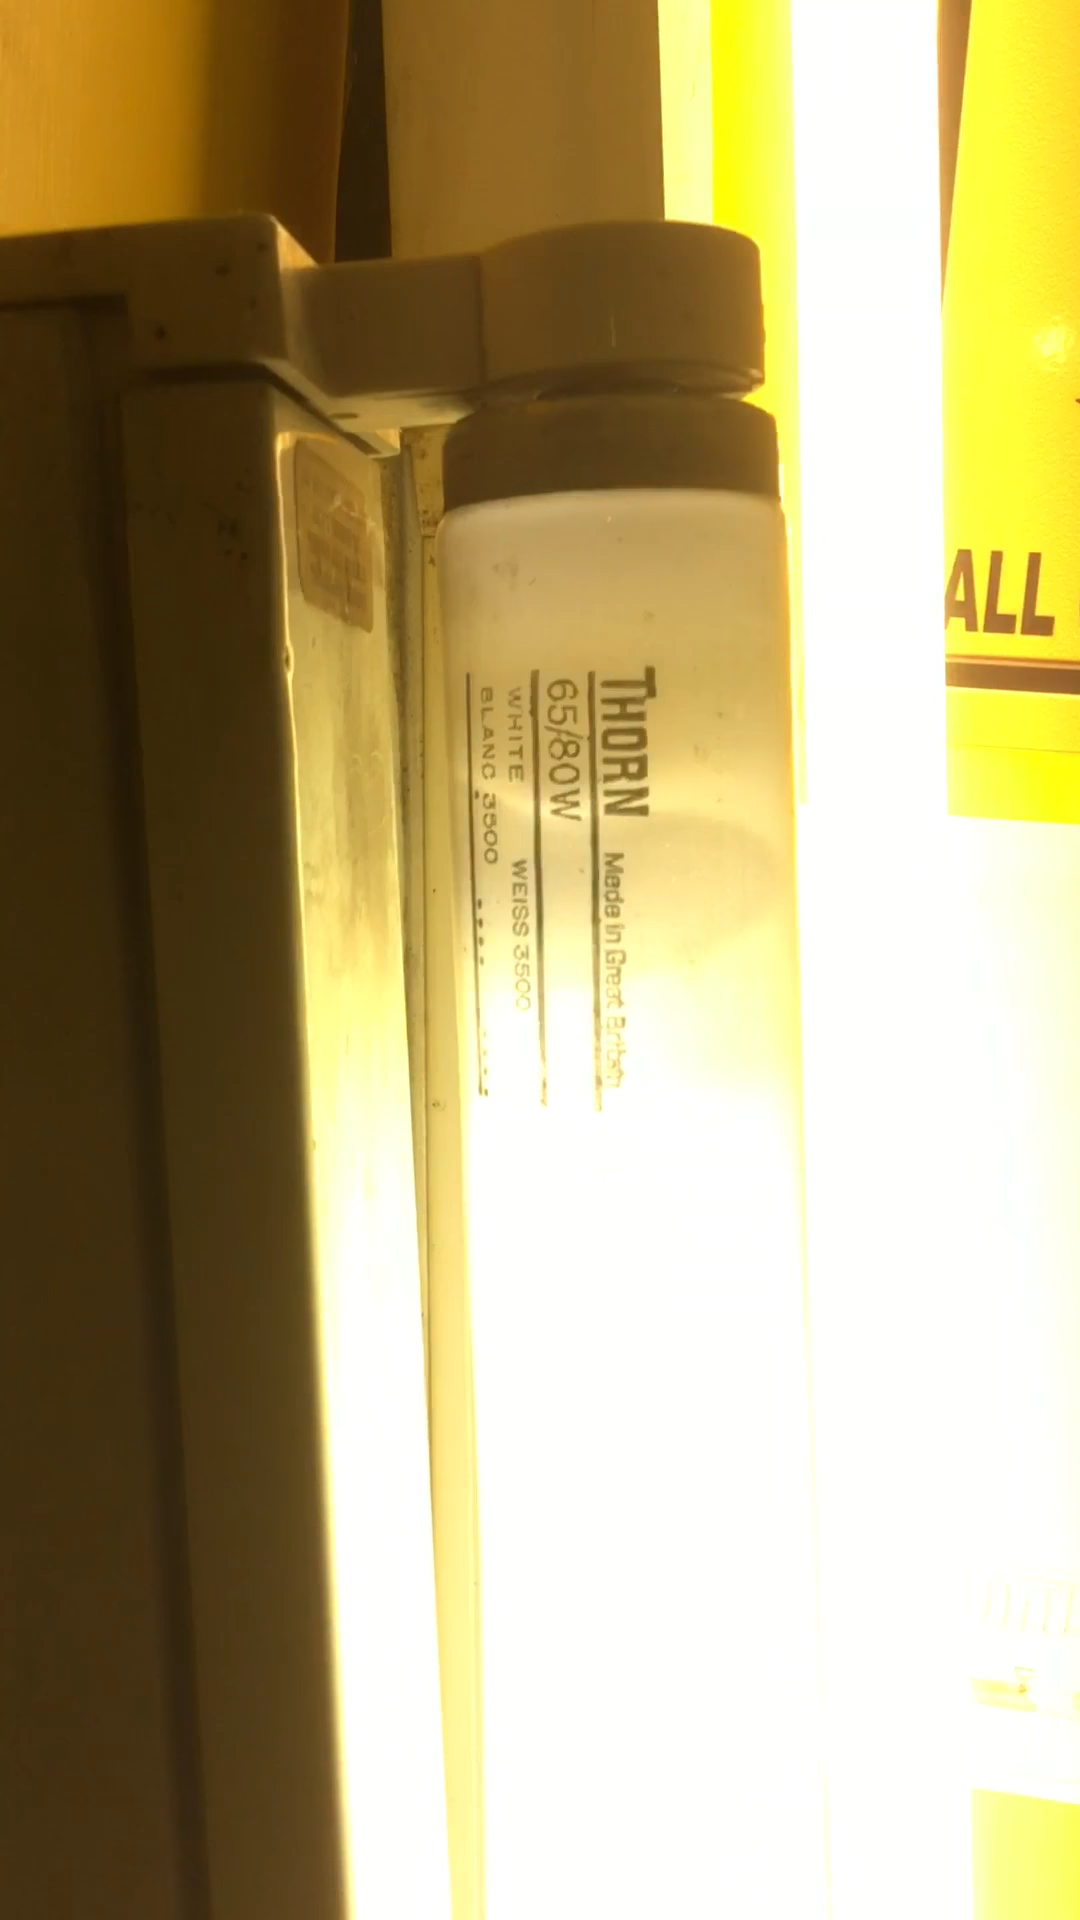 THORN Made in Great Britain
65/80W
WHITE WEISS 3500
BLANC 3500
ALL